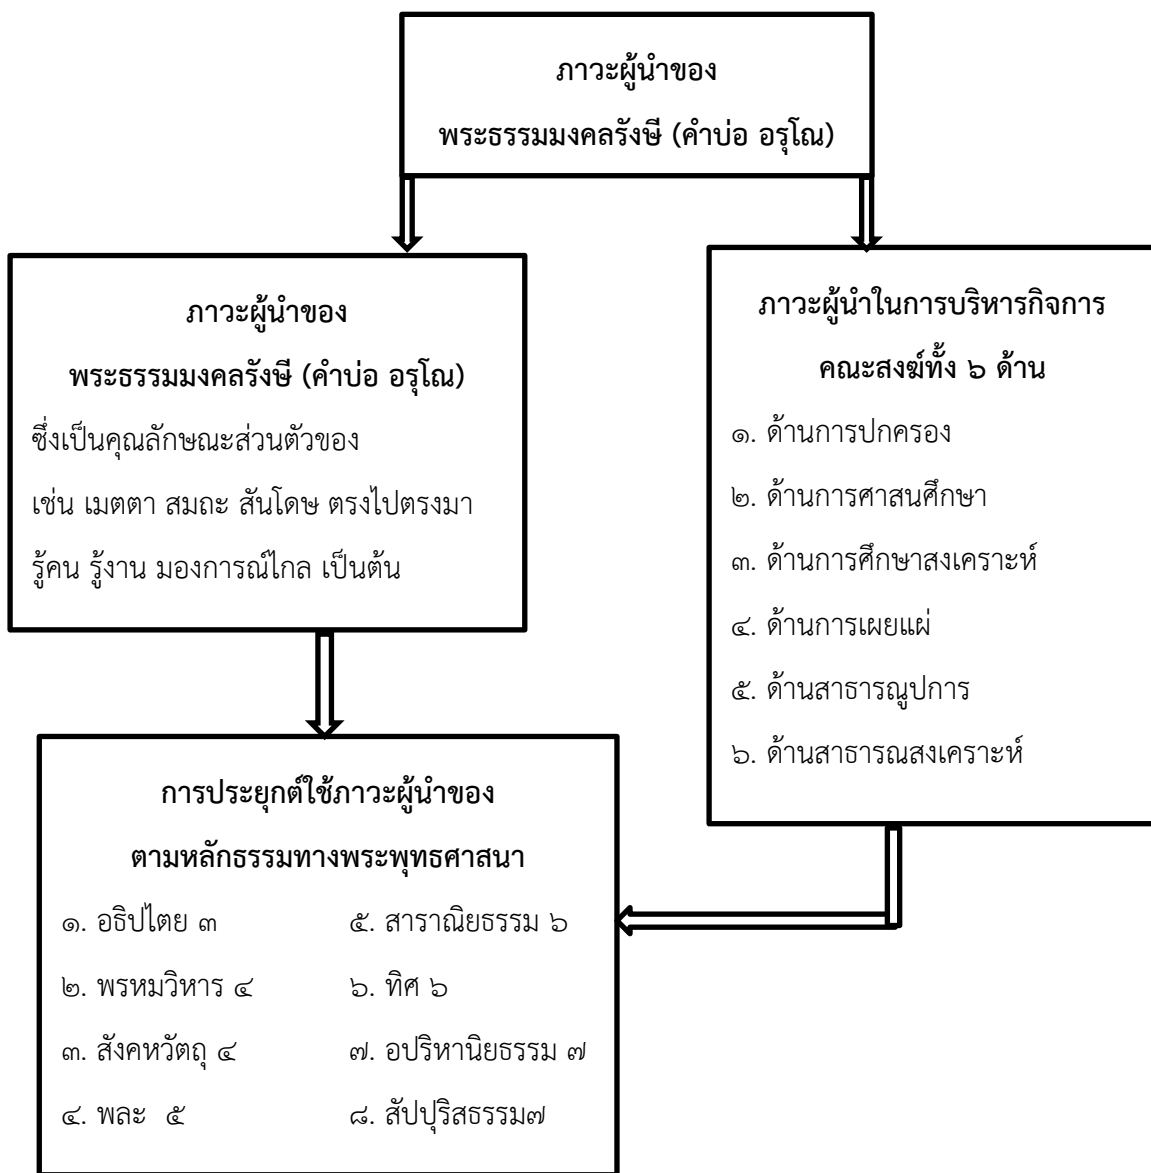 ภาวะผู้นำของ
พระธรรมมงคลรังษี (คำบ่อ อรุโณ)
ภาวะผู้นำของ
พระธรรมมงคลรังษี (คำบ่อ อรุโณ)
ซึ่งเป็นคุณลักษณะส่วนตัวของ
เช่น เมตตา สมถะ สันโดษ ตรงไปตรงมา
รู้คน รู้งาน มองการณ์ไกล เป็นต้น
ภาวะผู้นำในการบริหารกิจการ
คณะสงฆ์ทั้ง ๖ ด้าน
๑. ด้านการปกครอง
๒. ด้านการศาสนศึกษา
๓. ด้านการศึกษาสงเคราะห์
๔. ด้านการเผยแผ่
๕. ด้านสาธารณูปการ
๖. ด้านสาธารณสงเคราะห์
การประยุกต์ใช้ภาวะผู้นำของ
ตามหลักธรรมทางพระพุทธศาสนา
๑. อธิปไตย ๓
๒. พรหมวิหาร ๔
๓. สังคหวัตถุ ๔
๔. พละ ๕
๕. สาราณิยธรรม ๖
๖. ทิศ ๖
๗. อปริหานิยธรรม ๗
๘. สัปปุริสธรรม๗